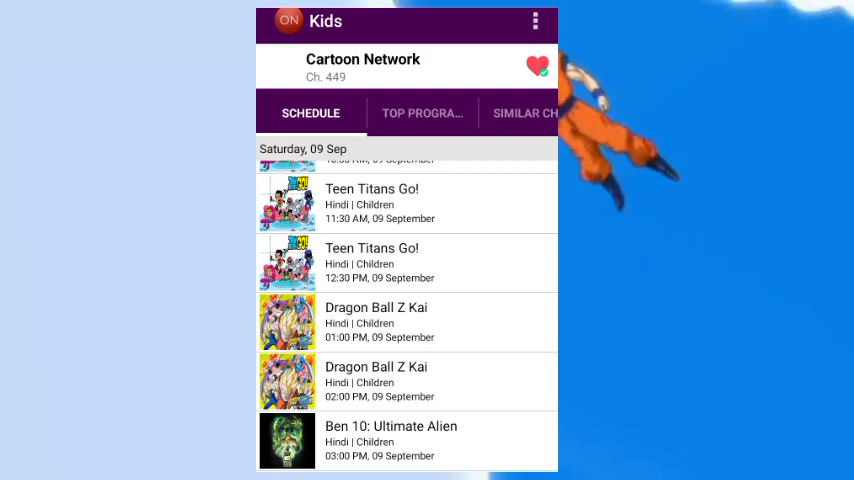 ON Kids
Cartoon Network
Ch. 449
SCHEDULE TOP PROGRA... SIMILAR CH
Saturday, 09 Sep
Teen Titans Go!
Hindi | Children
11:30 AM, 09 September
Teen Titans Go!
Hindi | Children
12:30 PM, 09 September
Dragon Ball Z Kai
Hindi | Children
01:00 PM, 09 September
Dragon Ball Z Kai
Hindi | Children
02:00 PM, 09 September
Ben 10: Ultimate Alien
Hindi | Children
03:00 PM, 09 September